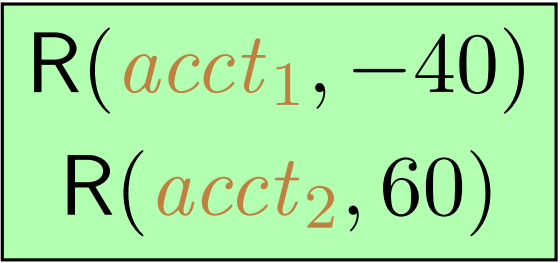 R(acct₁, −40)
R(acct₂, 60)